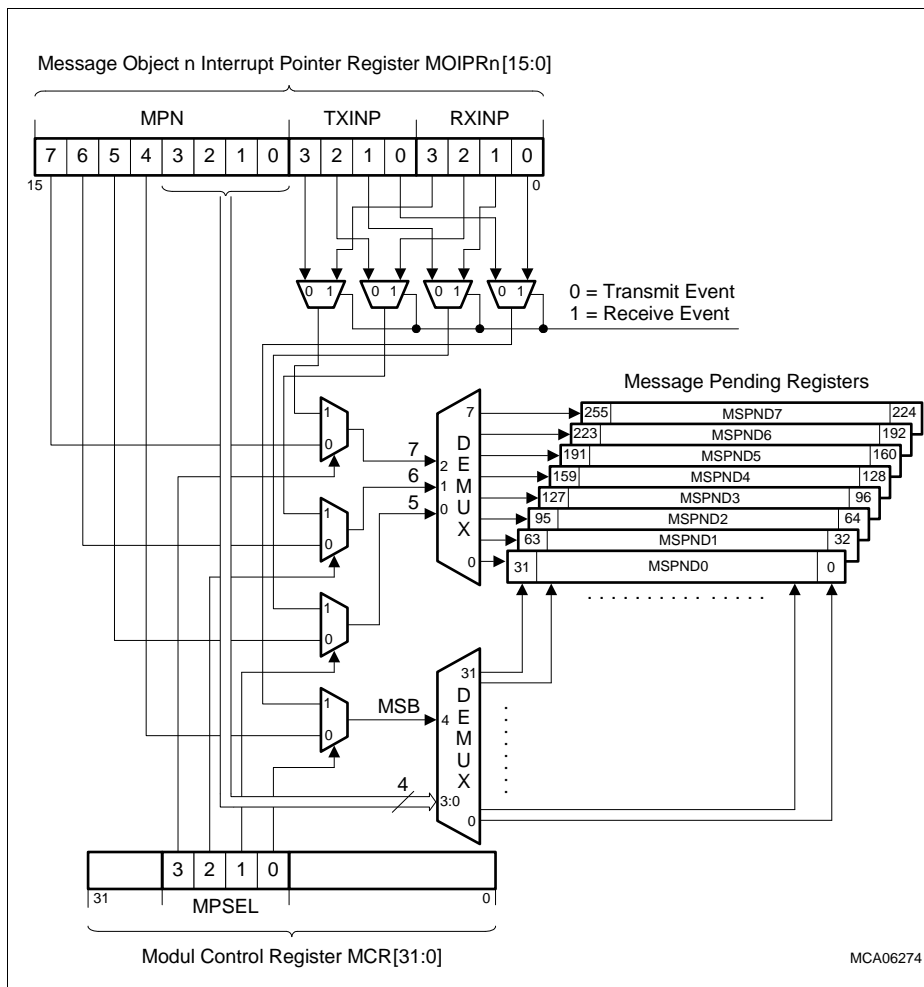 Message Object n Interrupt Pointer Register MOIPRn[15:0]
MPN TXINP RXINP
7 6 5 4 3 2 1 0 3 2 1 0 3 2 1 0
15 0
0 1 0 1 0 1 0 1
0 = Transmit Event
1 = Receive Event
Message Pending Registers
1
0
7
6
5
1
0
1
0
2
1
0
DEMUX
7
0
255 MSPND7 224
223 MSPND6 192
191 MSPND5 160
159 MSPND4 128
127 MSPND3 96
95 MSPND2 64
63 MSPND1 32
31 MSPND0 0
. . . . . . . . . . . . . . .
1
0
MSB
4
4
3:0
DEMUX
31
0
3 2 1 0
31 0
MPSEL
Modul Control Register MCR[31:0]
MCA06274